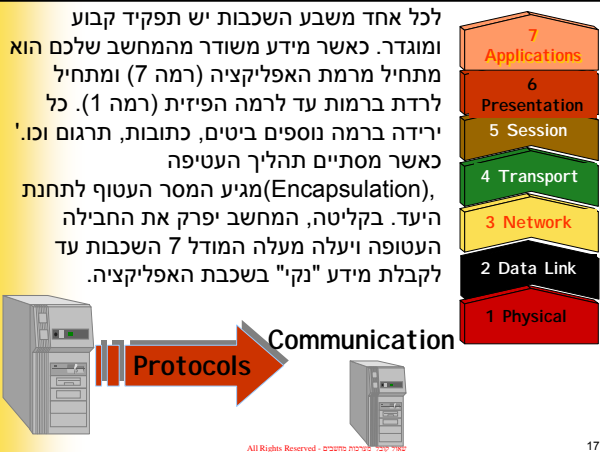 לכל אחד משבע השכבות יש תפקיד קבוע
ומוגדר. כאשר מידע משודר מהמחשב שלכם הוא
מתחיל מרמת האפליקציה (רמה 7) ומתחיל
לרדת ברמות עד לרמה הפיזית (רמה 1). כל
ירידה ברמה נוספים ביטים, כתובות, תרגום וכו.'
כאשר מסתיים תהליך העטיפה
,(Encapsulation)מגיע המסר העטוף לתחנת
היעד. בקליטה, המחשב יפרק את החבילה
העטופה ויעלה מעלה המודל 7 השכבות עד
לקבלת מידע "נקי" בשכבת האפליקציה.
7
Applications
6
Presentation
5 Session
4 Transport
3 Network
2 Data Link
1 Physical
Communication
Protocols
All Rights Reserved - שאול קובל מערכות מחשבים
17